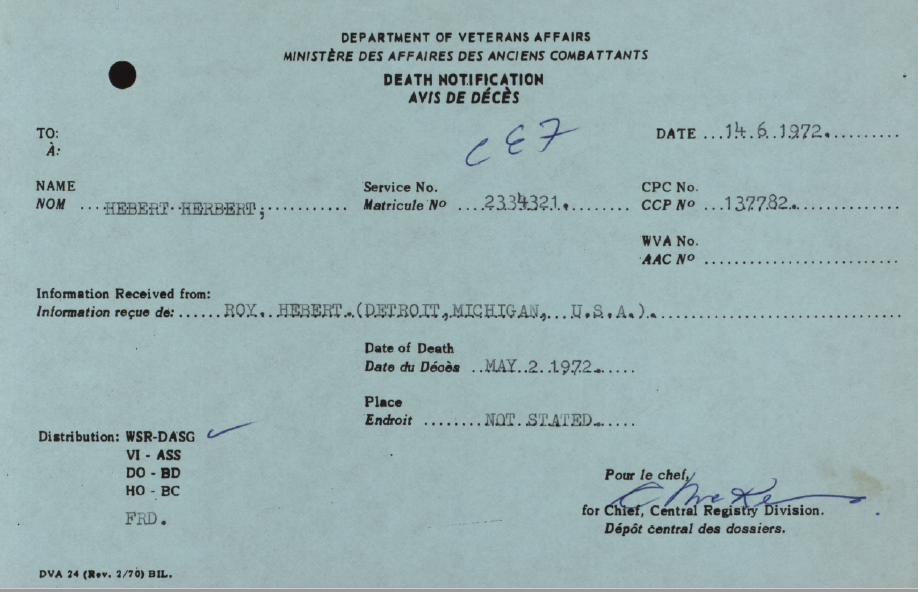 DEPARTMENT OF VETERANS AFFAIRS
MINISTÈRE DES AFFAIRES DES ANCIENS COMBATTANTS
DEATH NOTIFICATION
AVIS DE DÉCÈS
TO:
À:
CE7
DATE ...14.6.1972..........
NAME
NOM ....HEBERT HERBERT;..............
Service No.
Matricule No ....2334321.........
CPC No.
CCP No ...137782...............
WVA No.
AAC No ............................
Information Received from:
Information reçue de: ......ROY. HEBERT.(DETROIT,MICHIGAN,.. U.S.A.)...................................
Date of Death
Date du Décès ..MAY.2.1972......
Place
Endroit ........NOT STATED......
Distribution: WSR-DASG ✓
VI - ASS
DO - BD
HO - BC
FRD.
Pour le chef,
for Chief, Central Registry Division.
Dépôt central des dossiers.
DVA 24 (Rev. 2/70) BIL.